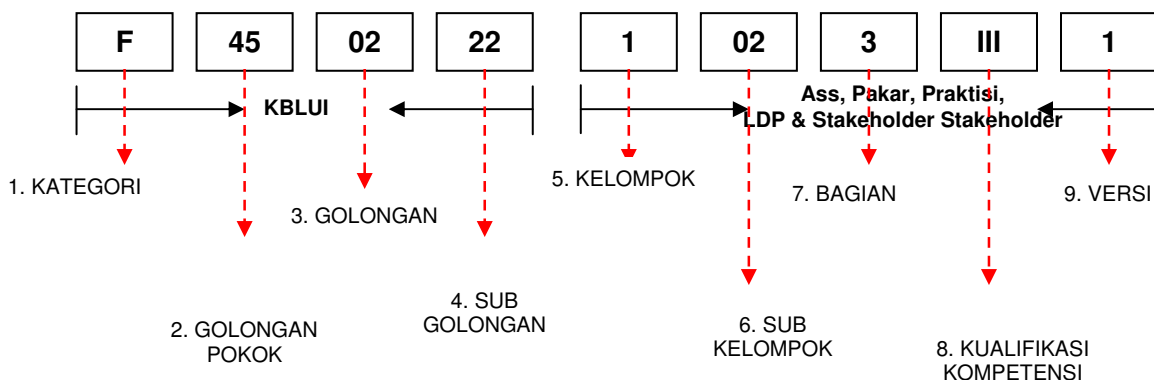 F 45 02 22 1 02 3 III 1
KBLUI
Ass, Pakar, Praktisi,
LDP & Stakeholder Stakeholder
1. KATEGORI
2. GOLONGAN
POKOK
3. GOLONGAN
4. SUB
GOLONGAN
5. KELOMPOK
6. SUB
KELOMPOK
7. BAGIAN
8. KUALIFIKASI
KOMPETENSI
9. VERSI